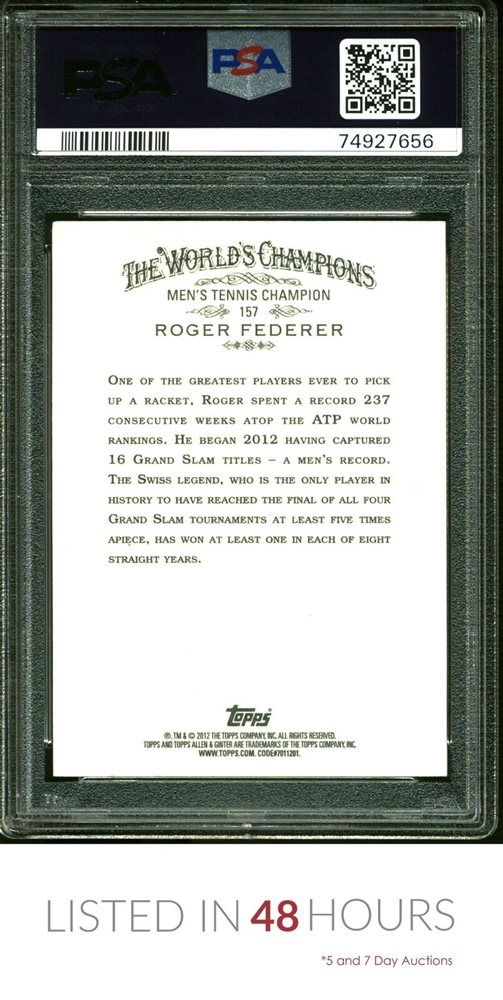 PSA
PSA
74927656
THE WORLD'S CHAMPIONS
MEN'S TENNIS CHAMPION
157
ROGER FEDERER
ONE OF THE GREATEST PLAYERS EVER TO PICK
UP A RACKET, ROGER SPENT A RECORD 237
CONSECUTIVE WEEKS ATOP THE ATP WORLD
RANKINGS. HE BEGAN 2012 HAVING CAPTURED
16 GRAND SLAM TITLES – A MEN'S RECORD.
THE SWISS LEGEND, WHO IS THE ONLY PLAYER IN
HISTORY TO HAVE REACHED THE FINAL OF ALL FOUR
GRAND SLAM TOURNAMENTS AT LEAST FIVE TIMES
APIECE, HAS WON AT LEAST ONE IN EACH OF EIGHT
STRAIGHT YEARS.
Topps
®, TM & © 2012 THE TOPPS COMPANY, INC. ALL RIGHTS RESERVED.
TOPPS AND TOPPS ALLEN & GINTER ARE TRADEMARKS OF THE TOPPS COMPANY, INC.
WWW.TOPPS.COM. CODE#7011201.
PSA
LISTED IN 48 HOURS
*5 and 7 Day Auctions